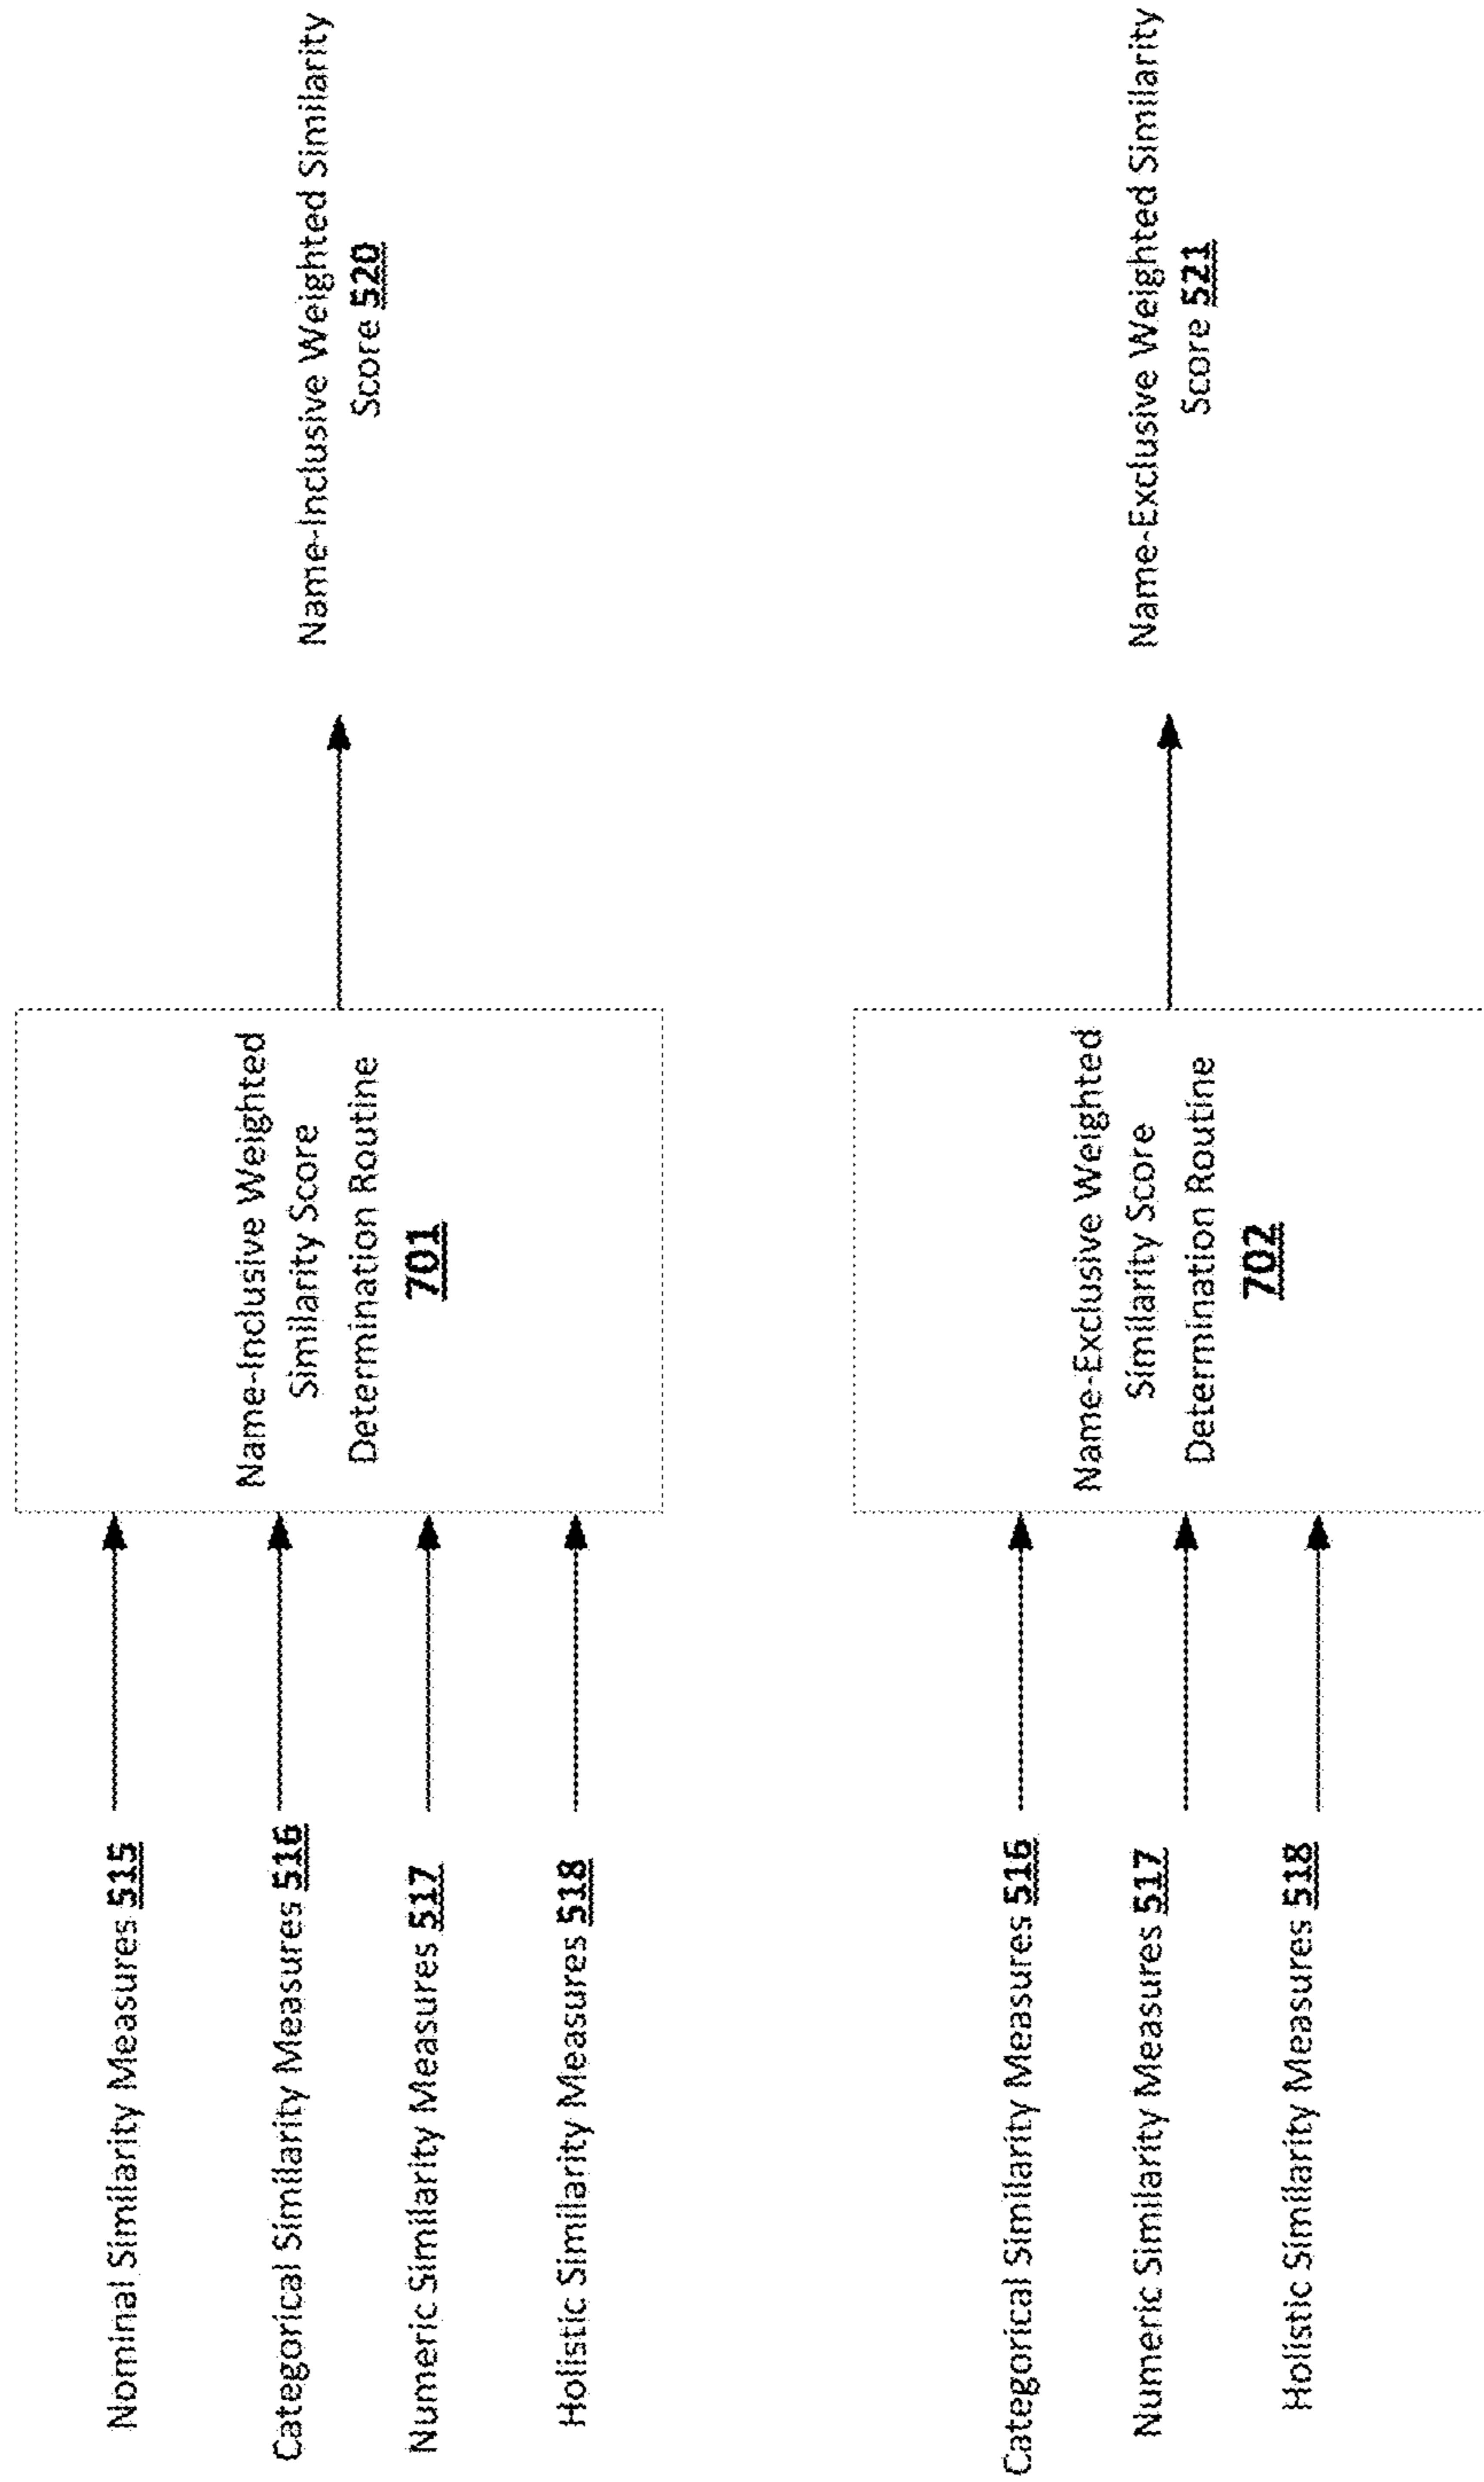 Nominal Similarity Measures 515
Categorical Similarity Measures 516
Numeric Similarity Measures 517
Holistic Similarity Measures 518
Name-Inclusive Weighted
Similarity Score
Determination Routine
701
Name-Inclusive Weighted Similarity
Score 520
Categorical Similarity Measures 516
Numeric Similarity Measures 517
Holistic Similarity Measures 518
Name-Exclusive Weighted
Similarity Score
Determination Routine
702
Name-Exclusive Weighted Similarity
Score 521